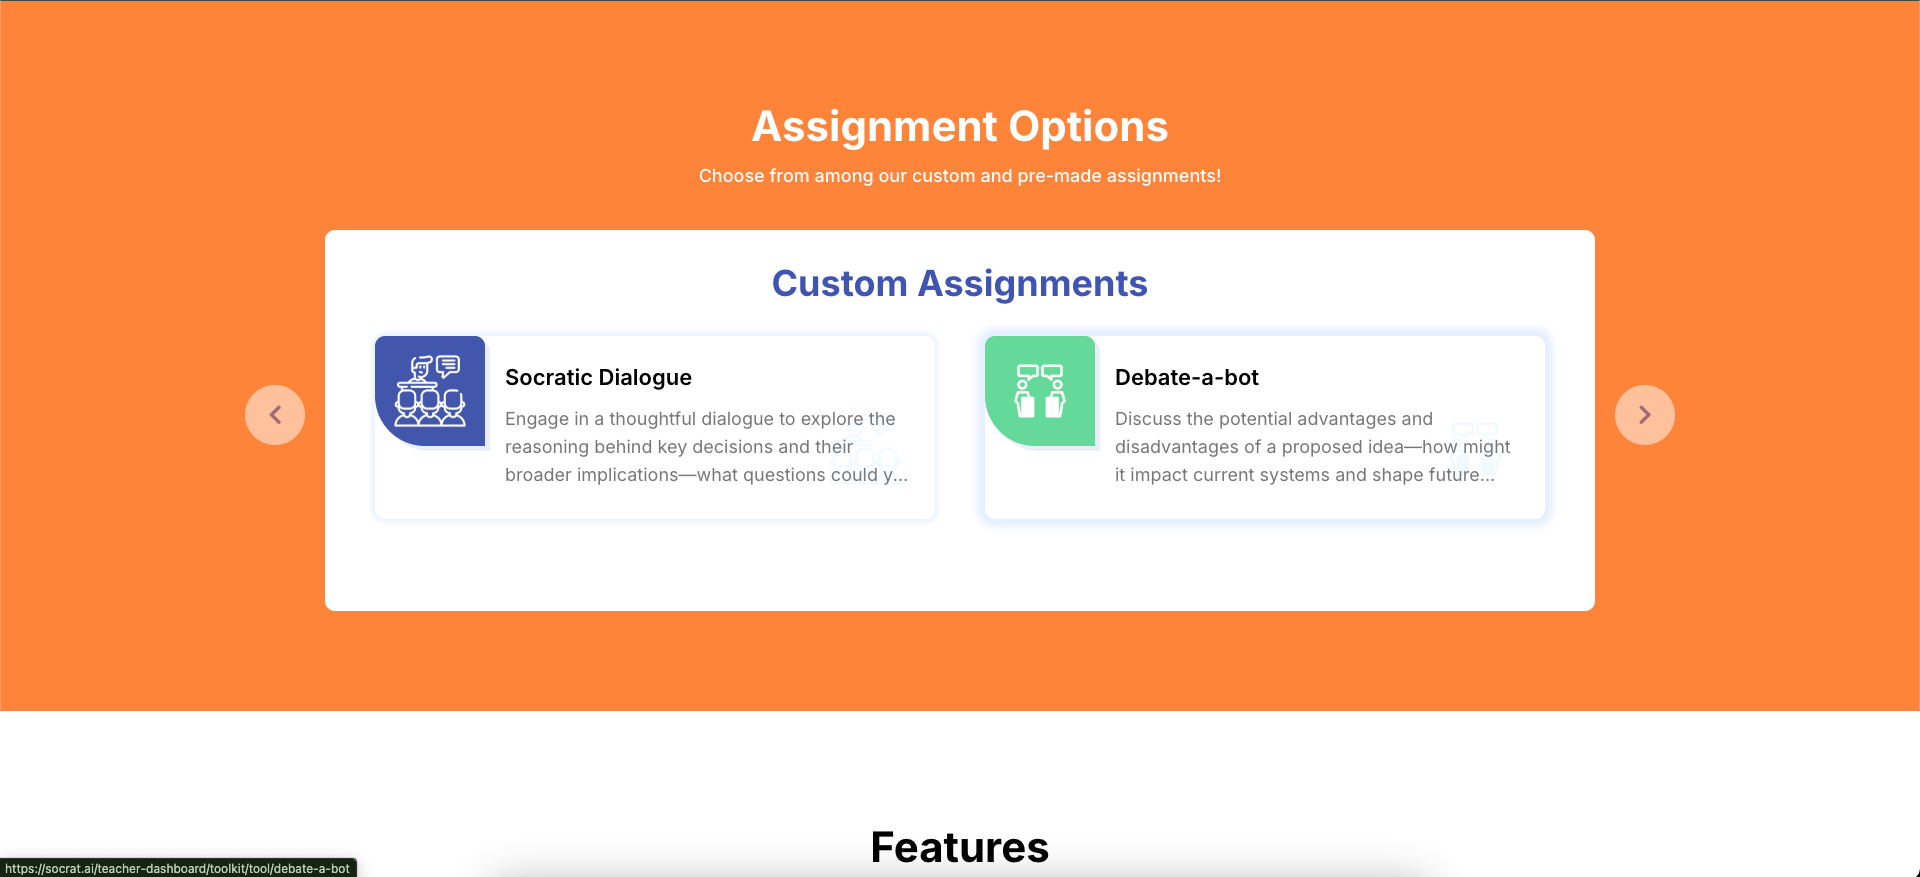 Assignment Options
Choose from among our custom and pre-made assignments!
Custom Assignments
Socratic Dialogue
Engage in a thoughtful dialogue to explore the
reasoning behind key decisions and their
broader implications—what questions could y...
Debate-a-bot
Discuss the potential advantages and
disadvantages of a proposed idea—how might
it impact current systems and shape future...
Features
https://socrat.ai/teacher-dashboard/toolkit/tool/debate-a-bot